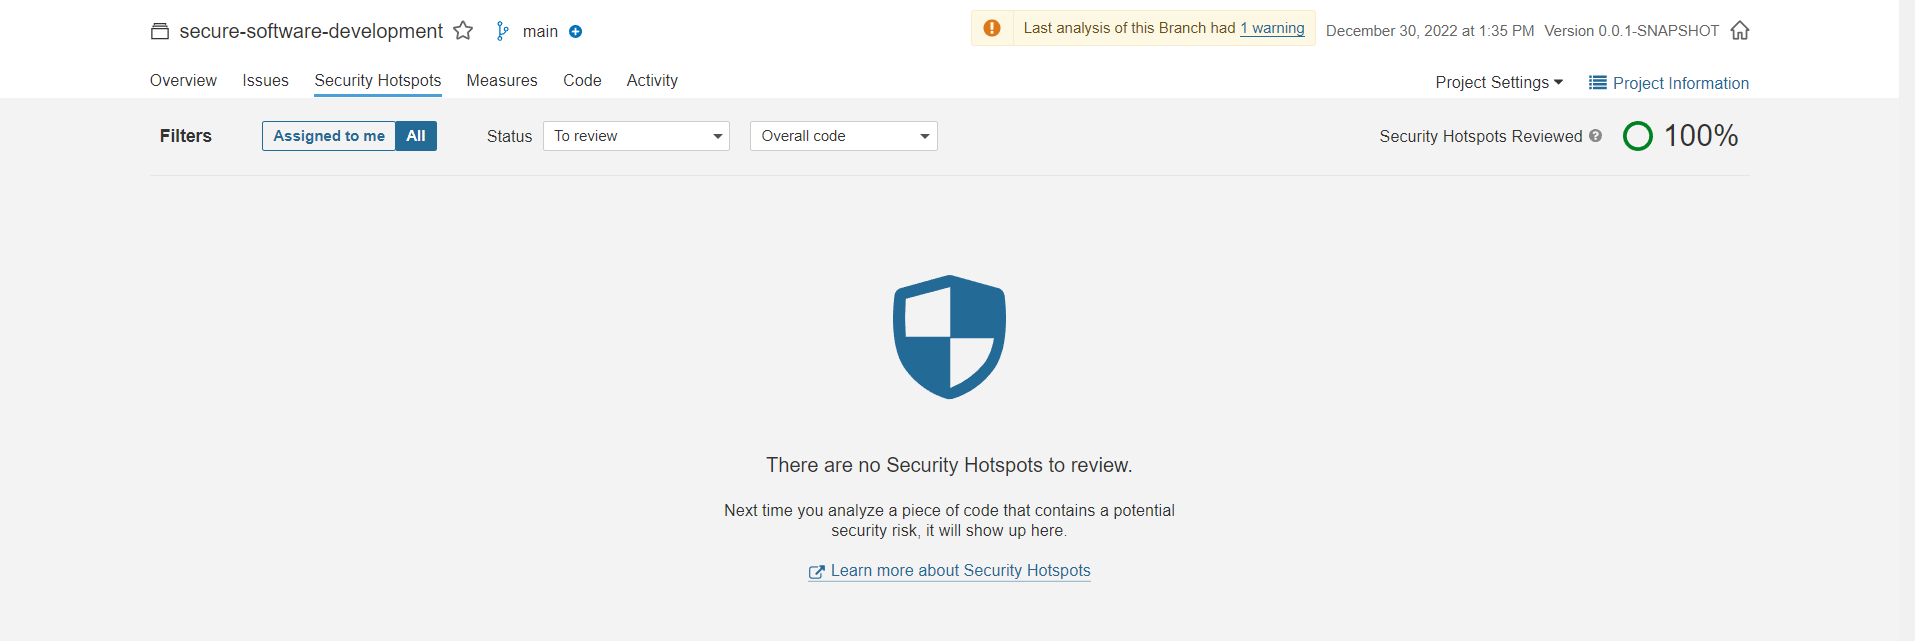 secure-software-development main
Last analysis of this Branch had 1 warning December 30, 2022 at 1:35 PM Version 0.0.1-SNAPSHOT
Overview Issues Security Hotspots Measures Code Activity
Project Settings Project Information
Filters Assigned to me All Status To review Overall code Security Hotspots Reviewed ? 100%
There are no Security Hotspots to review.
Next time you analyze a piece of code that contains a potential
security risk, it will show up here.
Learn more about Security Hotspots